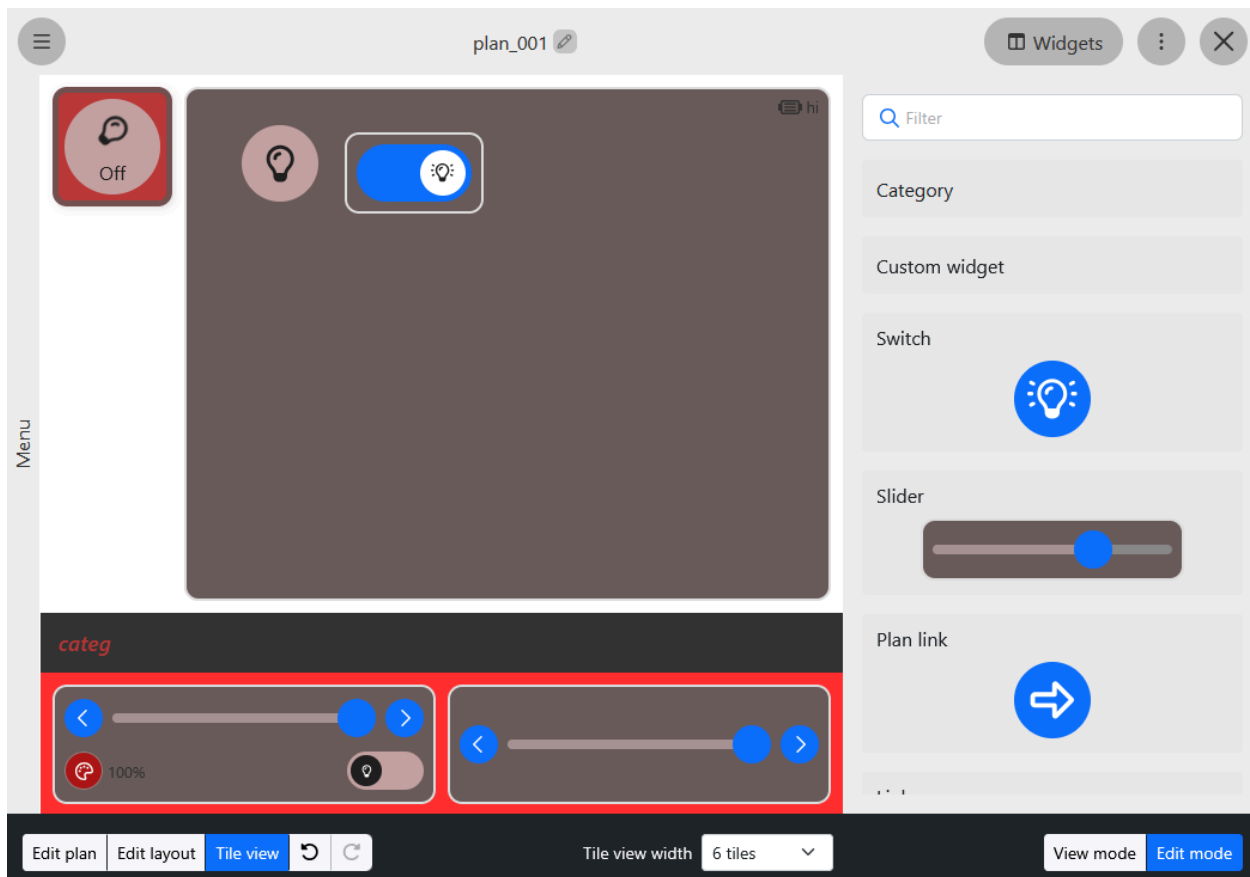 plan_001
Widgets
Off
hi
Filter
Category
Custom widget
Switch
Slider
Plan link
Menu
categ
100%
Edit plan
Edit layout
Tile view
Tile view width
6 tiles
View mode
Edit mode